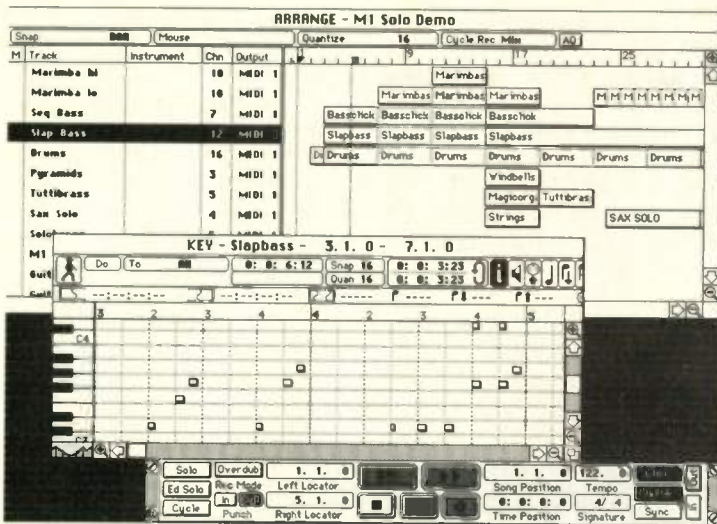 ARRANGE - M1 Solo Demo
Snap BAR Mouse Quantize 16 Cycle Rec Mix AQ
M Track Instrument Chn Output 1 9 17 25
Marimba hi 10 MIDI 1 Marimbas
Marimba lo 10 MIDI 1 Marimbas Marimbas Marimbas M M M M M M M M
Seq Bass 7 MIDI 1 Basschick Basschick Basschick Basschick
Slap Bass 12 MIDI Slapbass Slapbass Slapbass Slapbass
Drums 16 MIDI 1 Dr Drums Drums Drums Drums Drums Drums Drums
Pyramids 3 MIDI 1 Windbells
Tuttibrass 5 MIDI 1 Magicorg Tuttibras
Sax Solo 4 MIDI 1 Strings SAX SOLO
Solo
M1
Guit
KEY - Slapbass - 3. 1. 0 - 7. 1. 0
Do To All 0: 0: 6:12 Snap 16 0: 0: 3:23
Quan 16 0: 0: 3:23
3 2 3 4 4 2 3 4 5
C4
C3
Solo Overdub 1. 1. 0 1. 1. 0 122. 0 Out
Ed Solo Rec Mode Left Locator Song Position Tempo
Cycle In 5. 1. 0 0: 0: 0: 0 4/ 4 Sync In
Punch Right Locator Time Position Signature